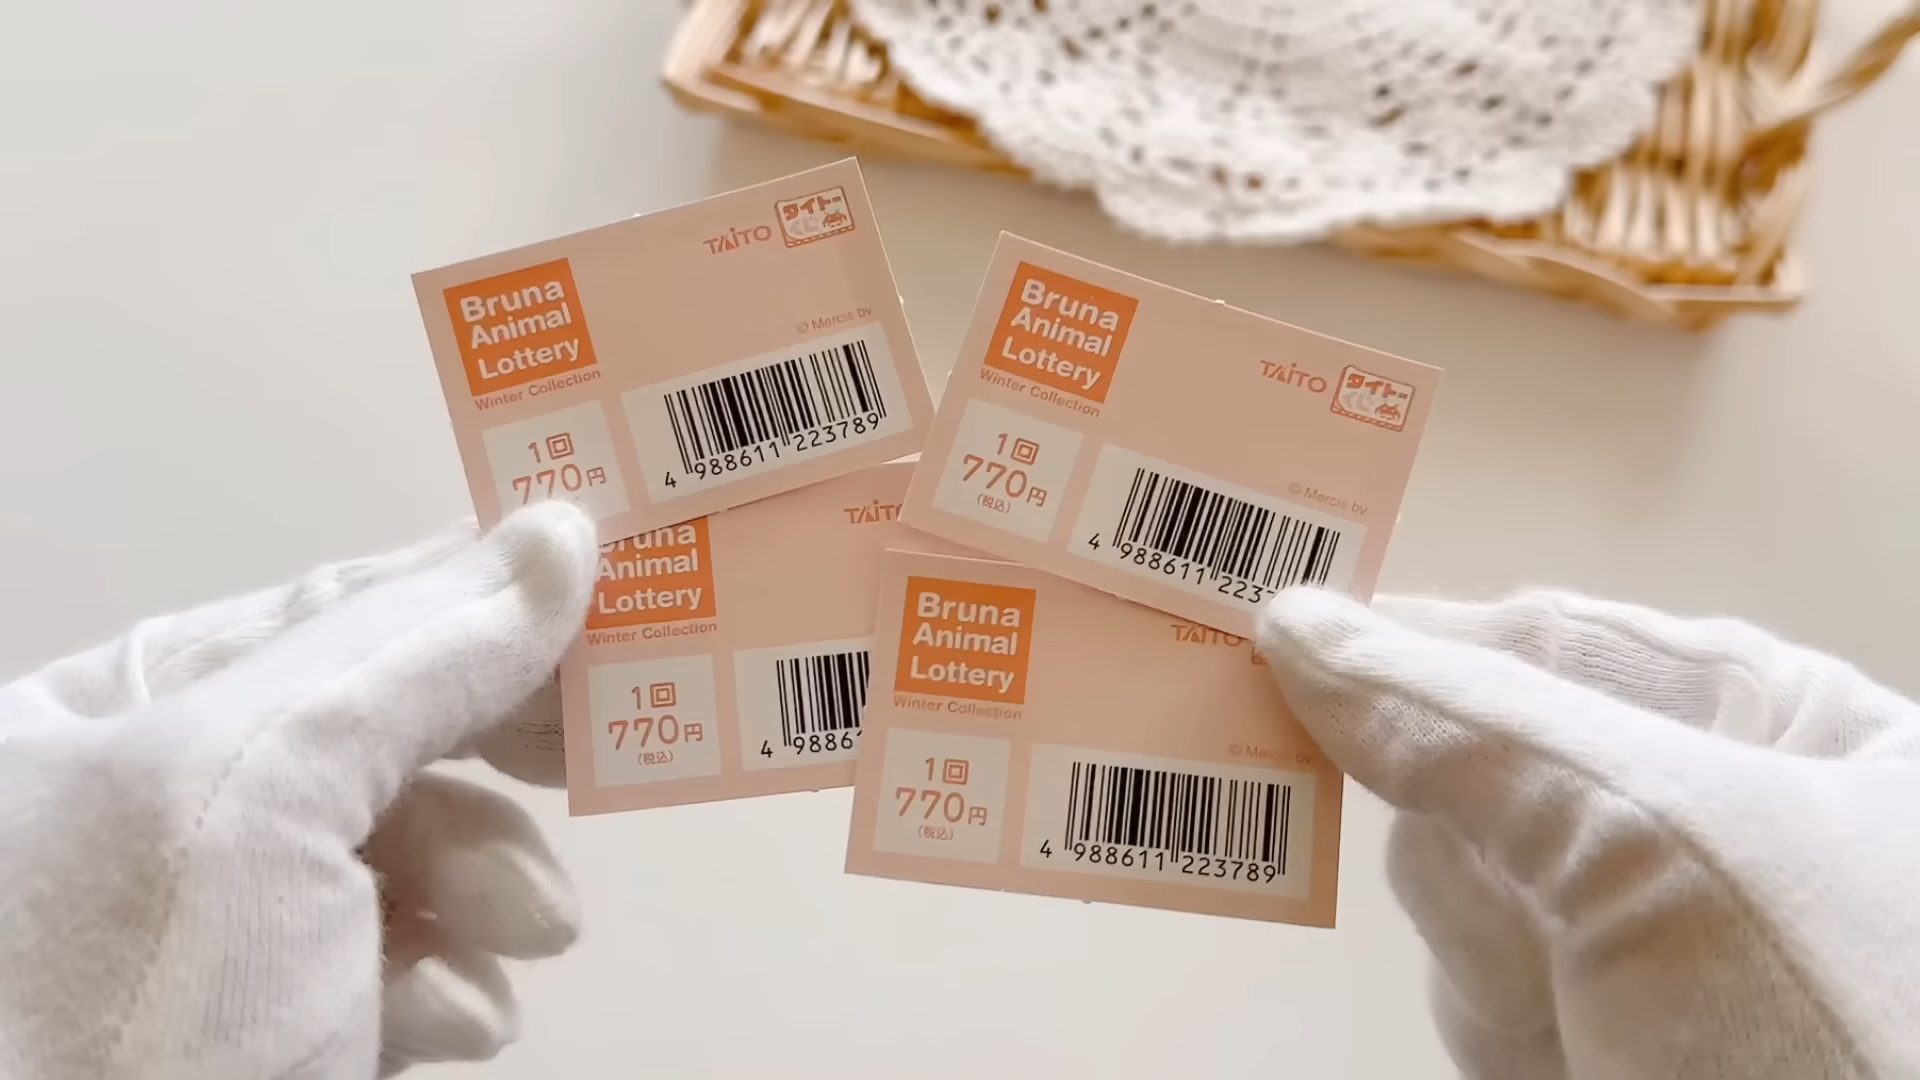 TAITO タイトーくじ
Bruna
Animal
Lottery
Winter Collection
© Mercis bv
1回
770円
4 988611 223789
TAITO タイトーくじ
Bruna
Animal
Lottery
Winter Collection
© Mercis bv
1回
770円
(税込)
4 988611 223
TAITO
Bruna
Animal
Lottery
Winter Collection
1回
770円
(税込)
4 9886
TAITO
Bruna
Animal
Lottery
Winter Collection
© Mercis bv
1回
770円
(税込)
4 988611 223789